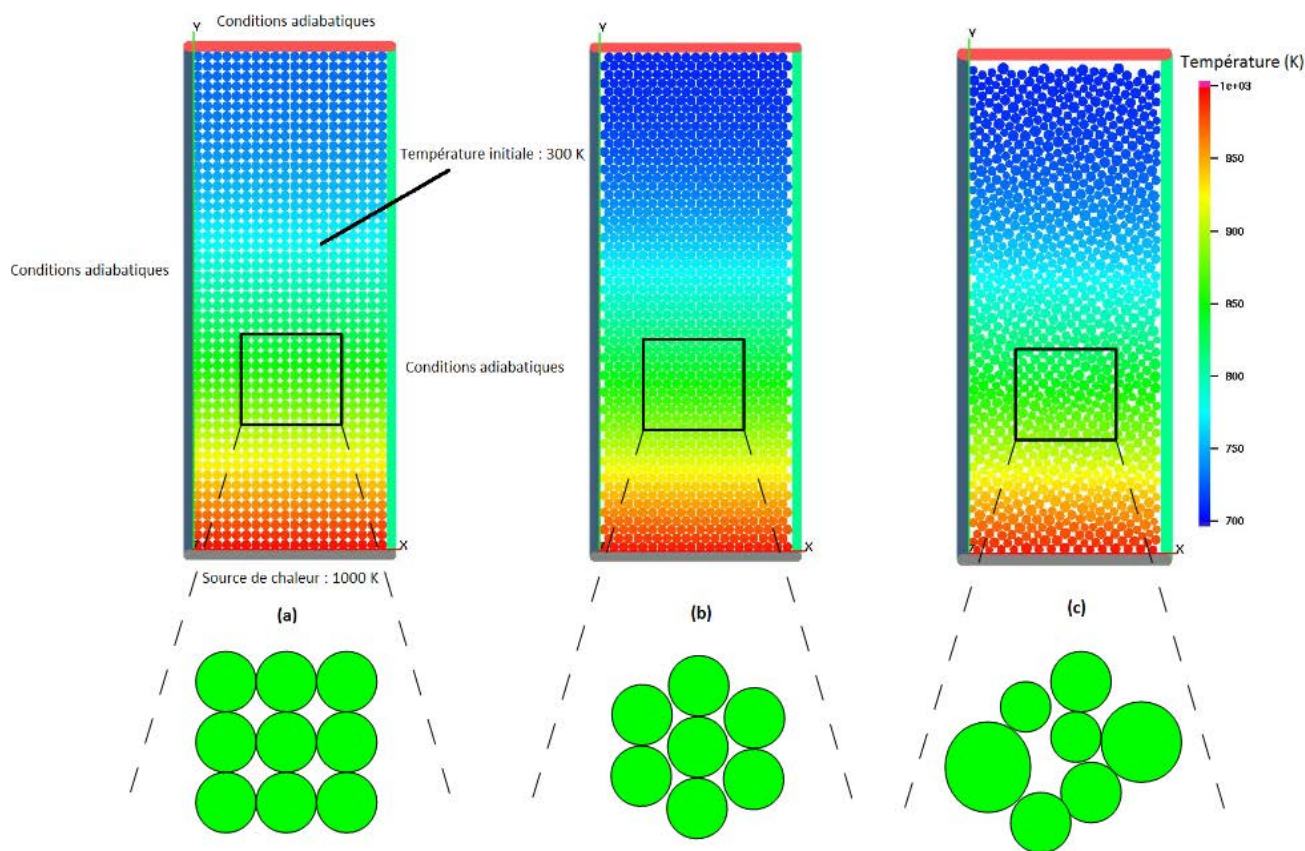 Conditions adiabatiques
Y
Y
Y
Température (K)
1e+03
Température initiale : 300 K
950
900
Conditions adiabatiques
850
Conditions adiabatiques
800
750
700
X
X
X
Source de chaleur : 1000 K
(a)
(b)
(c)